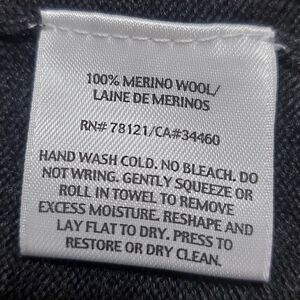 100% MERINO WOOL/
LAINE DE MERINOS
RN# 78121/CA#34460
HAND WASH COLD. NO BLEACH. DO
NOT WRING. GENTLY SQUEEZE OR
ROLL IN TOWEL TO REMOVE
EXCESS MOISTURE. RESHAPE AND
LAY FLAT TO DRY. PRESS TO
RESTORE OR DRY CLEAN.